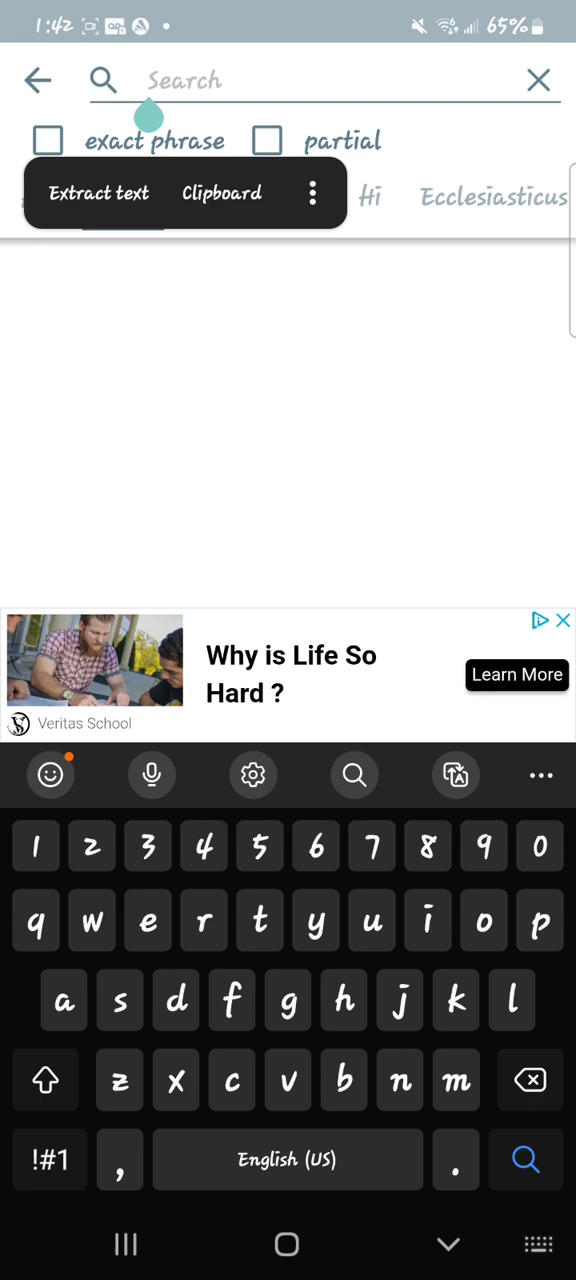 1:42 65%
Search
exact phrase partial
Extract text Clipboard Hi Ecclesiasticus
Why is Life So
Hard ?
Learn More
Veritas School
1 2 3 4 5 6 7 8 9 0
q w e r t y u i o p
a s d f g h j k l
z x c v b n m
!#1 , English (US) .